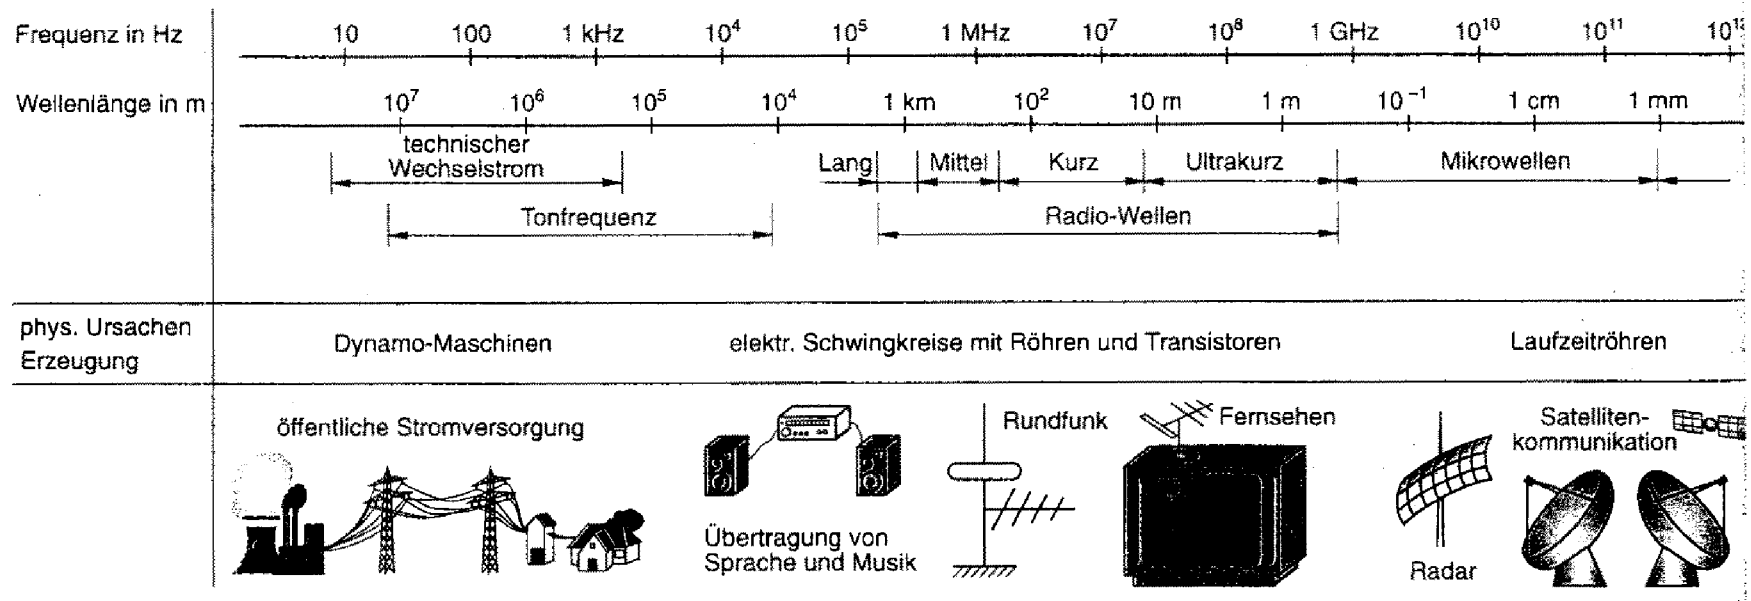 Frequenz in Hz 10 100 1 kHz 10⁴ 10⁵ 1 MHz 10⁷ 10⁸ 1 GHz 10¹⁰ 10¹¹
Wellenlänge in m 10⁷ 10⁶ 10⁵ 10⁴ 1 km 10² 10 m 1 m 10⁻¹ 1 cm 1 mm
technischer
Wechselstrom
Lang Mittel Kurz Ultrakurz Mikrowellen
Tonfrequenz Radio-Wellen
phys. Ursachen
Erzeugung
Dynamo-Maschinen elektr. Schwingkreise mit Röhren und Transistoren Laufzeitröhren
öffentliche Stromversorgung
Übertragung von
Sprache und Musik
Rundfunk
Fernsehen
Radar
Satelliten-
kommunikation